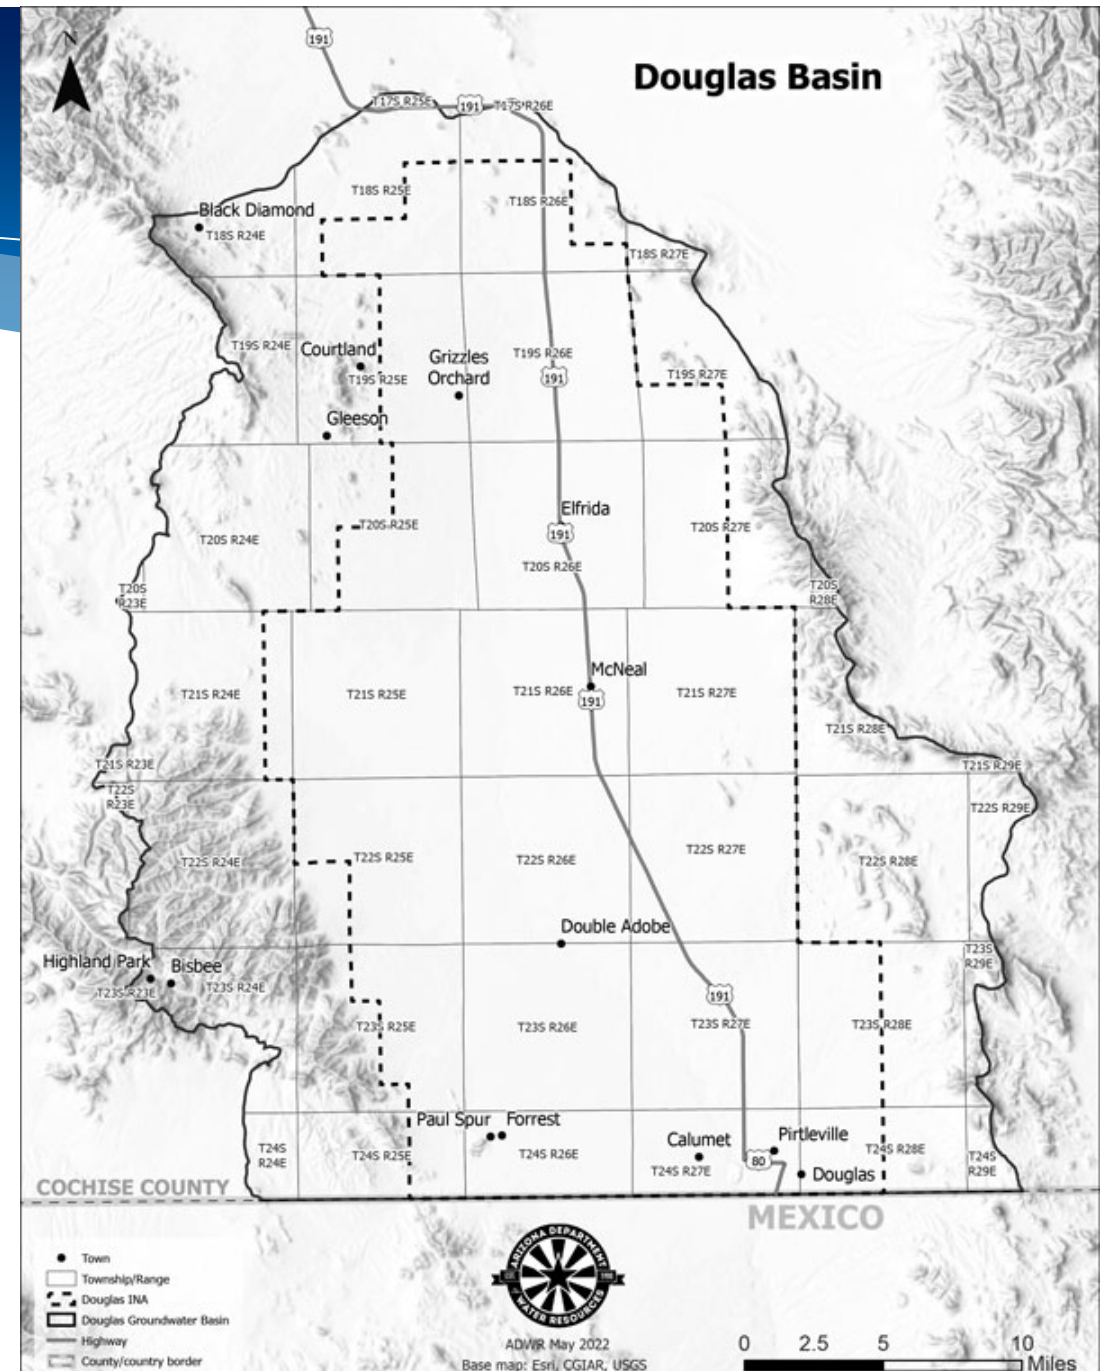 N
191
Douglas Basin
T17S R25E
191
T17S R26E
T18S R25E
T18S R26E
Black Diamond
T18S R24E
T18S R27E
T19S R24E
Courtland
T19S R25E
Grizzles
Orchard
T19S R26E
191
T19S R27E
Gleeson
Elfrida
T20S R24E
T20S R25E
191
T20S R26E
T20S R27E
T20S
R23E
T20S
R28E
McNeal
T21S R24E
T21S R25E
T21S R26E
191
T21S R27E
T21S R28E
T21S R23E
T21S R29E
T22S
R23E
T22S R29E
T22S R24E
T22S R25E
T22S R26E
T22S R27E
T22S R28E
Double Adobe
Highland Park
Bisbee
T23S R23E
T23S R24E
T23S
R29E
191
T23S R25E
T23S R26E
T23S R27E
T23S R28E
Paul Spur
Forrest
Calumet
Pirtleville
T24S
R24E
T24S R25E
T24S R26E
T24S R27E
80
Douglas
T24S R28E
T24S
R29E
COCHISE COUNTY
MEXICO
Town
Township/Range
Douglas INA
Douglas Groundwater Basin
Highway
County/country border
ARIZONA DEPARTMENT
EST. 1980
of WATER RESOURCES
ADWR May 2022
Base map: Esri, CGIAR, USGS
0 2.5 5 10
Miles